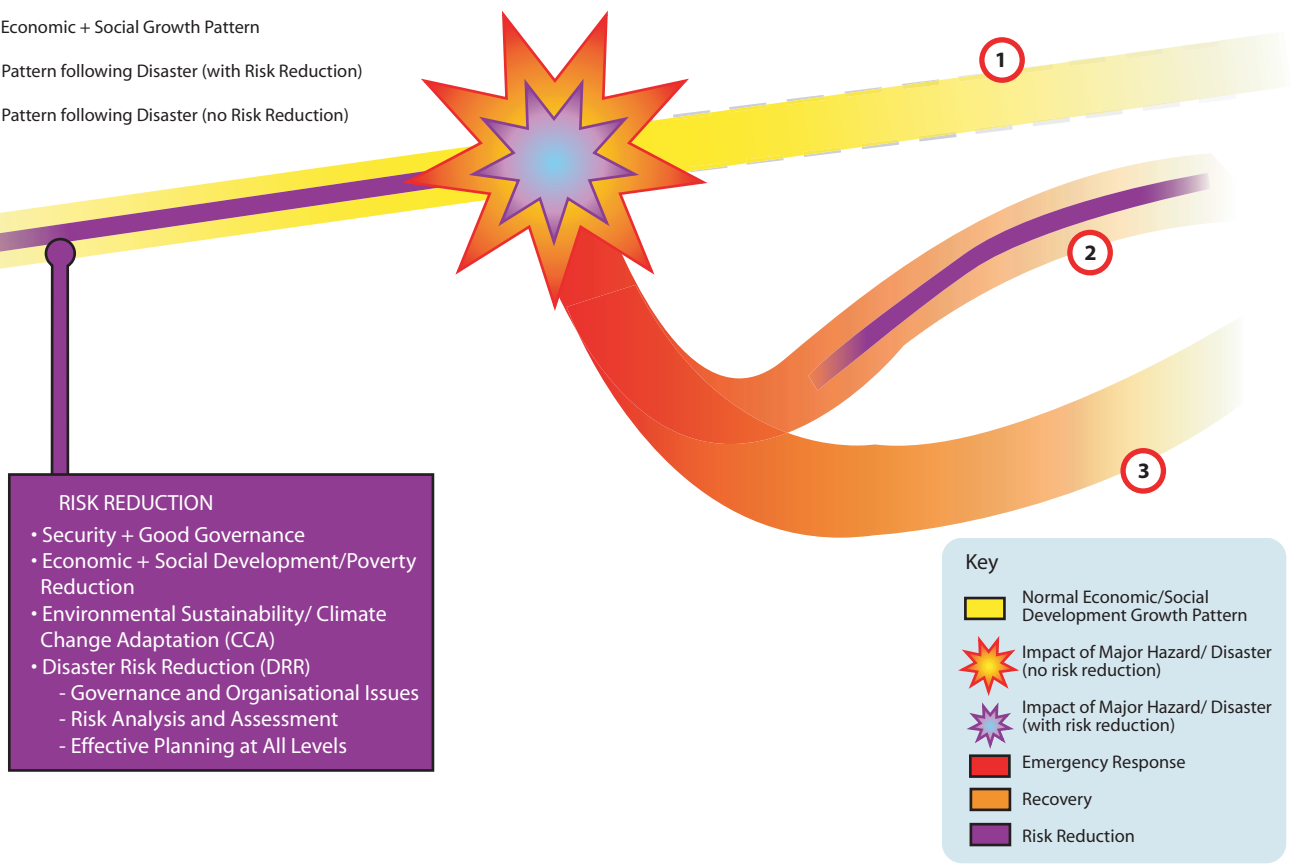 Economic + Social Growth Pattern
Pattern following Disaster (with Risk Reduction)
Pattern following Disaster (no Risk Reduction)
1
2
3
RISK REDUCTION
• Security + Good Governance
• Economic + Social Development/Poverty
Reduction
• Environmental Sustainability/ Climate
Change Adaptation (CCA)
• Disaster Risk Reduction (DRR)
- Governance and Organisational Issues
- Risk Analysis and Assessment
- Effective Planning at All Levels
Key
Normal Economic/Social
Development Growth Pattern
Impact of Major Hazard/ Disaster
(no risk reduction)
Impact of Major Hazard/ Disaster
(with risk reduction)
Emergency Response
Recovery
Risk Reduction